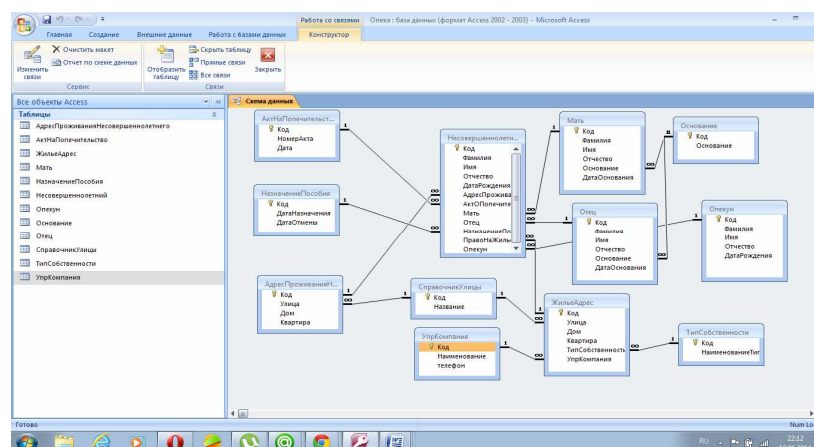 Работа со связями
Опека : база данных (формат Access 2002 - 2003) - Microsoft Access
Главная
Создание
Внешние данные
Работа с базами данных
Конструктор
Изменить связи
Очистить макет
Отчет по схеме данных
Сервис
Отобразить таблицу
Скрыть таблицу
Прямые связи
Все связи
Закрыть
Связи
Все объекты Access
Таблицы
АдресПроживанияНесовершеннолетнего
АктНаПопечительство
ЖильеАдрес
Мать
НазначениеПособия
Несовершеннолетний
Опекун
Основание
Отец
СправочникУлицы
ТипСобственности
УпрКомпания
Схема данных
АктНаПопечительст...
Код
НомерАкта
Дата
НазначениеПособия
Код
ДатаНазначения
ДатаОтмены
АдресПроживанияН...
Код
Улица
Дом
Квартира
Несовершеннолетн...
Код
Фамилия
Имя
Отчество
ДатаРождения
АдресПрожива
АктОПопечите
Мать
Отец
НазначениеПо
ПравоНаЖиль
Опекун
СправочникУлицы
Код
Название
УпрКомпания
Код
Наименование
телефон
Мать
Код
Фамилия
Имя
Отчество
Основание
ДатаОснования
Отец
Код
Фамилия
Имя
Отчество
Основание
ДатаОснования
ЖильеАдрес
Код
Улица
Дом
Квартира
ТипСобственность
УпрКомпания
Основание
Код
Основание
Опекун
Код
Фамилия
Имя
Отчество
ДатаРождения
ТипСобственности
Код
НаименованиеТип
Готово
Num Lo
RU
22:12